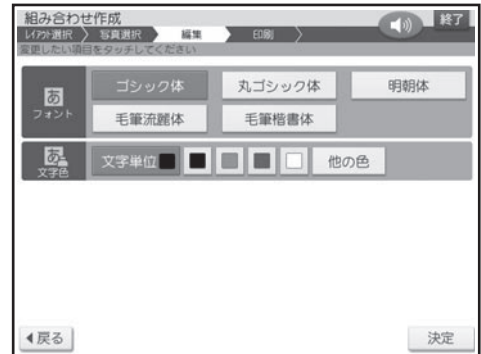 組み合わせ作成
終了
ﾚｲｱｳﾄ選択 写真選択 編集 印刷
変更したい項目をタッチしてください
あ
フォント
ゴシック体 丸ゴシック体 明朝体
毛筆流麗体 毛筆楷書体
あ
文字色
文字単位 他の色
戻る 決定